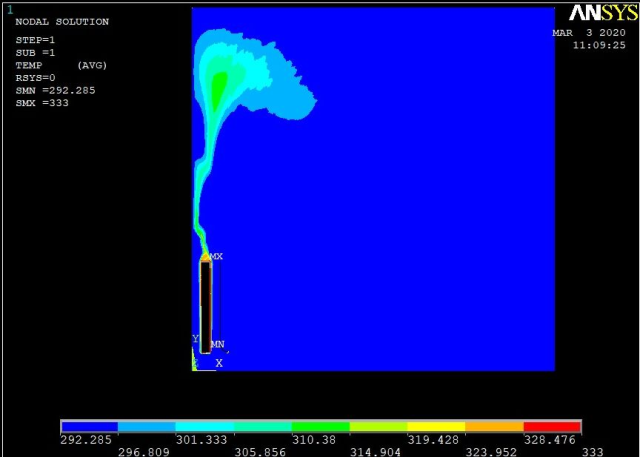 1
NODAL SOLUTION
STEP=1
SUB =1
TEMP (AVG)
RSYS=0
SMN =292.285
SMX =333
ANSYS
MAR 3 2020
11:09:25
MX
Y
MN
X
292.285 301.333 310.38 319.428 328.476
296.809 305.856 314.904 323.952 333